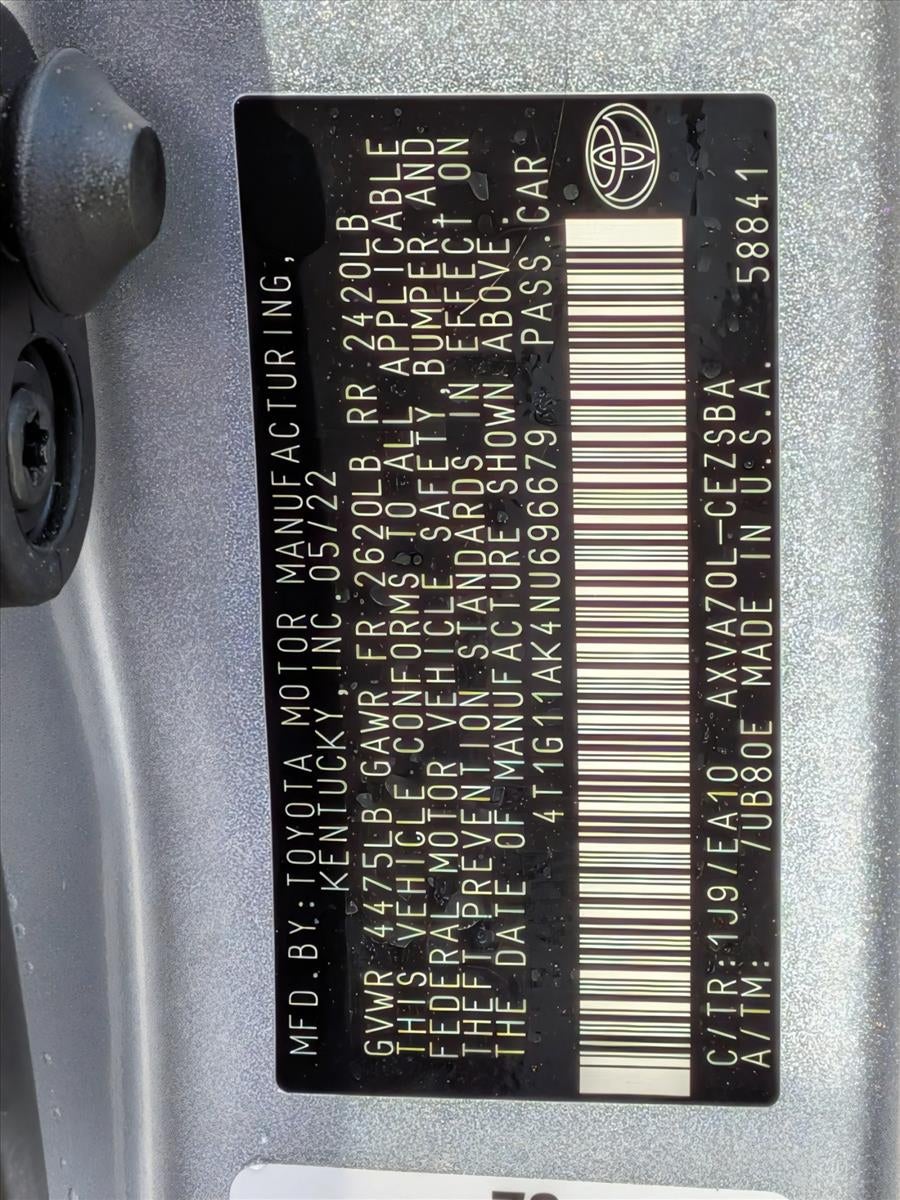 MFD.BY:TOYOTA MOTOR MANUFACTURING,
KENTUCKY, INC. 05/22
GVWR 4475LB GAWR FR 2620LB RR 2420LB
THIS VEHICLE CONFORMS TO ALL APPLICABLE
FEDERAL MOTOR VEHICLE SAFETY,BUMPER,AND
THEFT PREVENTION STANDARDS IN EFFECT ON
THE DATE OF MANUFACTURE SHOWN ABOVE.
4T1G11AK4NU696679 PASS.CAR
C/TR:1J9/EA10 AXVA70L-CEZSBA
A/TM: /UB80E MADE IN U.S.A. 58841